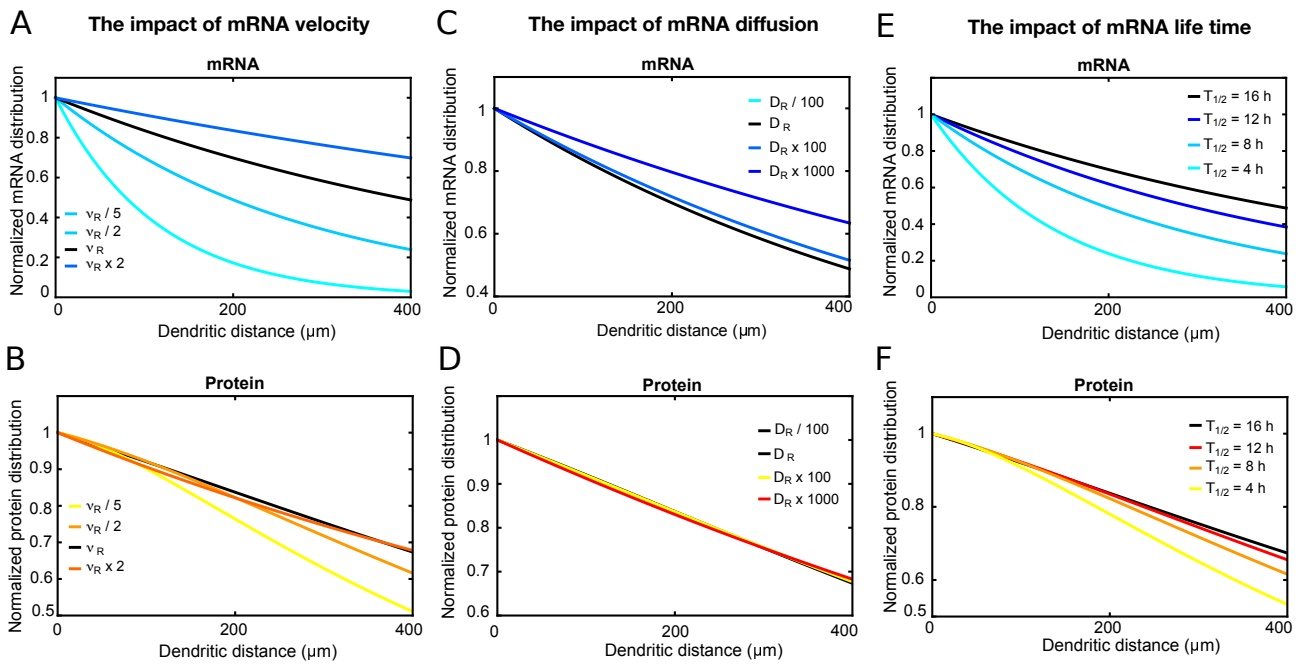 A
The impact of mRNA velocity
mRNA
Normalized mRNA distribution
1
0.8
0.6
0.4
0.2
0
ν_R / 5
ν_R / 2
ν_R
ν_R x 2
0
200
400
Dendritic distance (μm)
B
Protein
Normalized protein distribution
1
0.9
0.8
0.7
0.6
0.5
ν_R / 5
ν_R / 2
ν_R
ν_R x 2
0
200
400
Dendritic distance (μm)
C
The impact of mRNA diffusion
mRNA
Normalized mRNA distribution
1
0.8
0.6
0.4
D_R / 100
D_R
D_R x 100
D_R x 1000
0
200
400
Dendritic distance (μm)
D
Protein
Normalized protein distribution
1
0.9
0.8
0.7
0.6
D_R / 100
D_R
D_R x 100
D_R x 1000
0
200
400
Dendritic distance (μm)
E
The impact of mRNA life time
mRNA
Normalized mRNA distribution
1
0.8
0.6
0.4
0.2
0
T_1/2 = 16 h
T_1/2 = 12 h
T_1/2 = 8 h
T_1/2 = 4 h
0
200
400
Dendritic distance (μm)
F
Protein
Normalized protein distribution
1
0.8
0.6
0.4
T_1/2 = 16 h
T_1/2 = 12 h
T_1/2 = 8 h
T_1/2 = 4 h
0
200
400
Dendritic distance (μm)